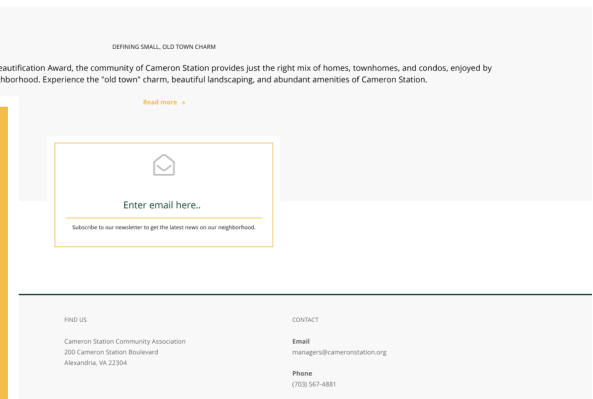 DEFINING SMALL, OLD TOWN CHARM
Award, the community of Cameron Station provides just the right mix of homes, townhomes, and condos, enjoyed by
Experience the "old town" charm, beautiful landscaping, and abundant amenities of Cameron Station.
Read more »
Enter email here..
Subscribe to our newsletter to get the latest news on our neighborhood.
FIND US
Cameron Station Community Association
200 Cameron Station Boulevard
Alexandria, VA 22304
CONTACT
Email
managers@cameronstation.org
Phone
(703) 567-4881